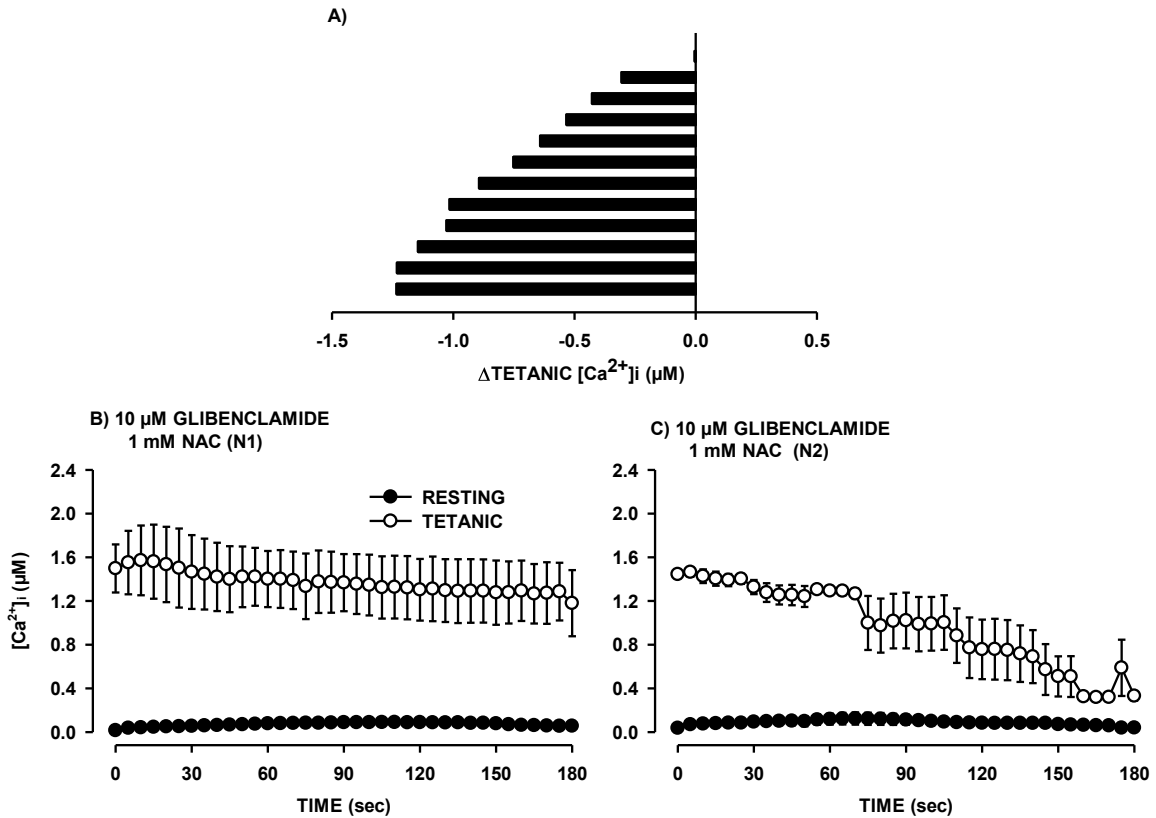 A)
-1.5 -1.0 -0.5 0.0 0.5
ΔTETANIC [Ca2+]i (µM)
B) 10 µM GLIBENCLAMIDE
1 mM NAC (N1)
2.4
2.0
1.6
1.2
0.8
0.4
0.0
[Ca2+]i (µM)
RESTING
TETANIC
0 30 60 90 120 150 180
TIME (sec)
C) 10 µM GLIBENCLAMIDE
1 mM NAC (N2)
2.4
2.0
1.6
1.2
0.8
0.4
0.0
0 30 60 90 120 150 180
TIME (sec)